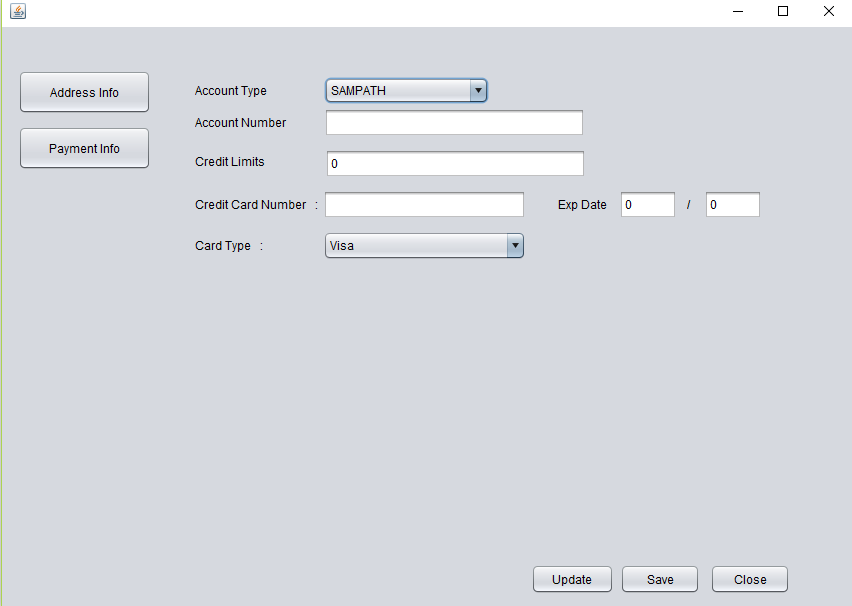 Address Info
Payment Info
Account Type SAMPATH
Account Number
Credit Limits 0
Credit Card Number : Exp Date 0 / 0
Card Type : Visa
Update Save Close